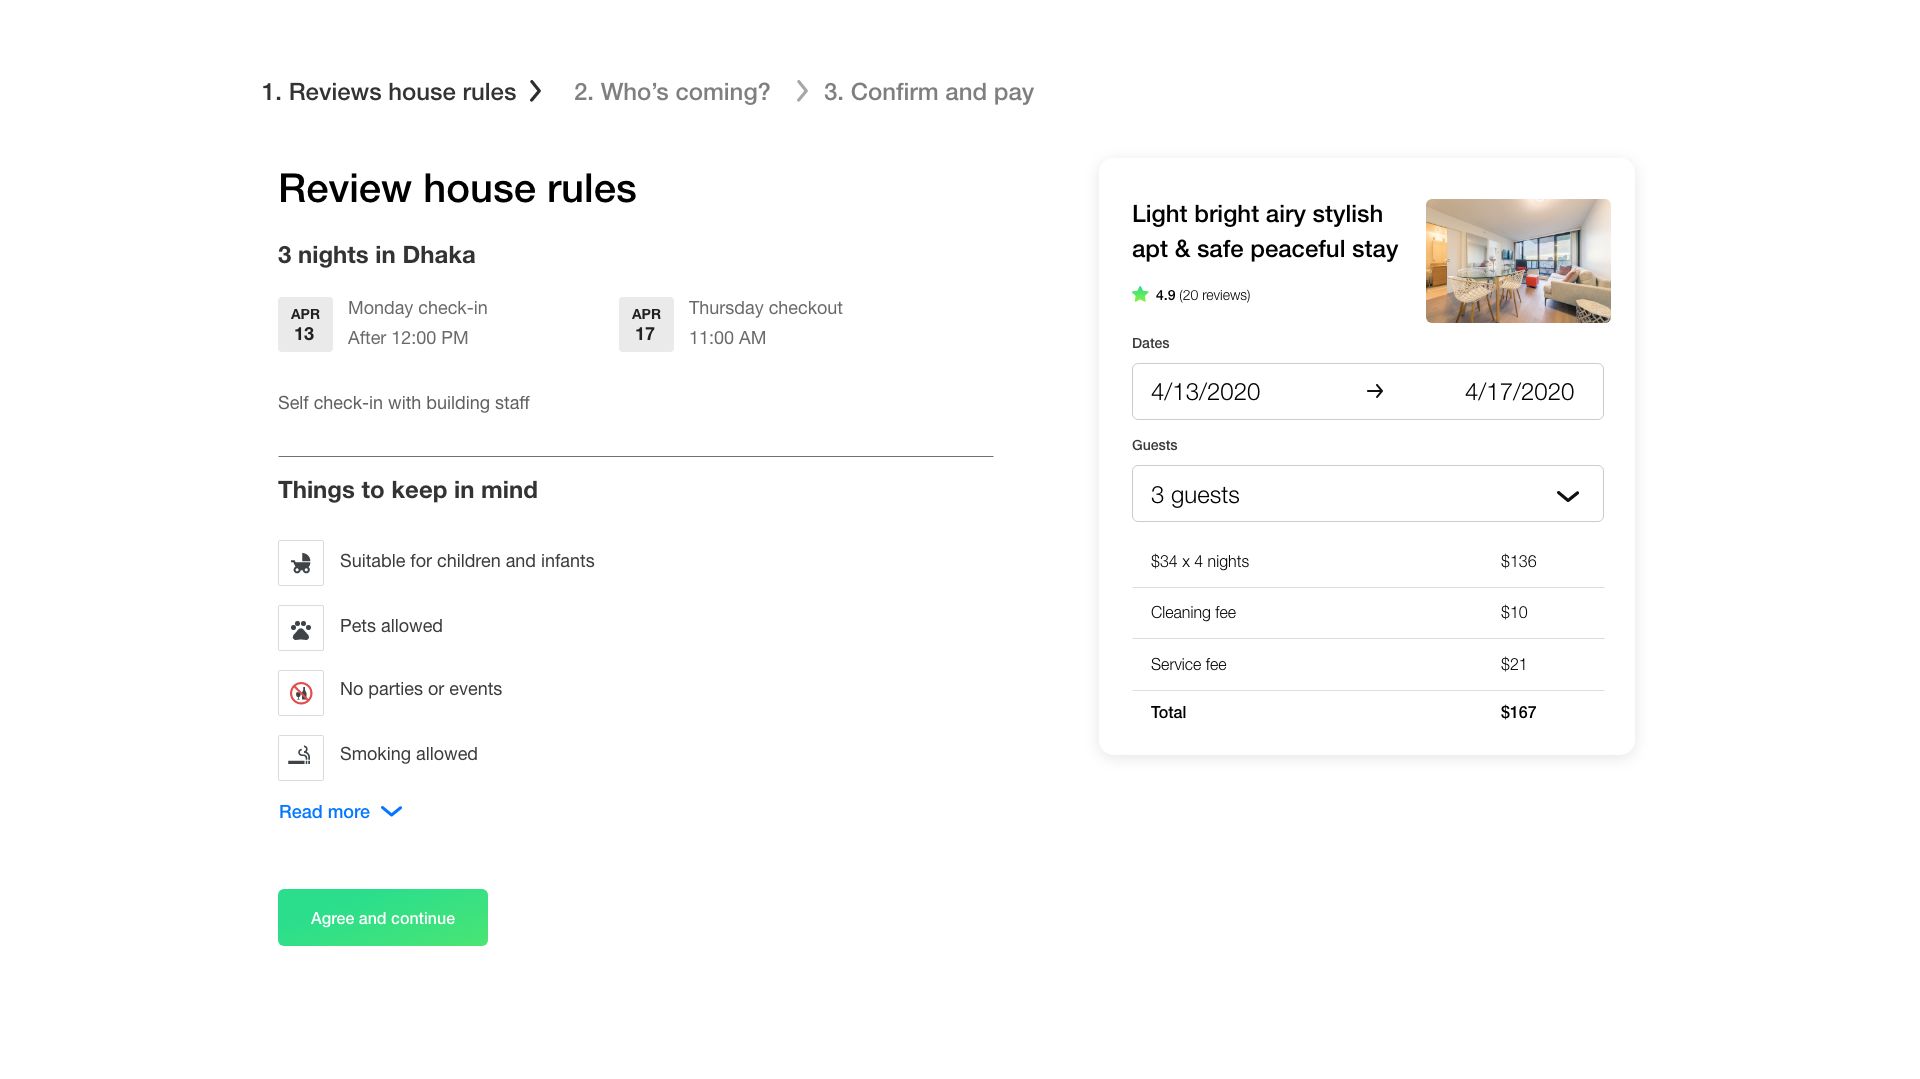 1. Reviews house rules
2. Who’s coming?
3. Confirm and pay
Review house rules
3 nights in Dhaka
APR
13
Monday check-in
After 12:00 PM
APR
17
Thursday checkout
11:00 AM
Self check-in with building staff
Things to keep in mind
Suitable for children and infants
Pets allowed
No parties or events
Smoking allowed
Read more
Agree and continue
Light bright airy stylish
apt & safe peaceful stay
4.9 (20 reviews)
Dates
4/13/2020 → 4/17/2020
Guests
3 guests
$34 x 4 nights $136
Cleaning fee $10
Service fee $21
Total $167